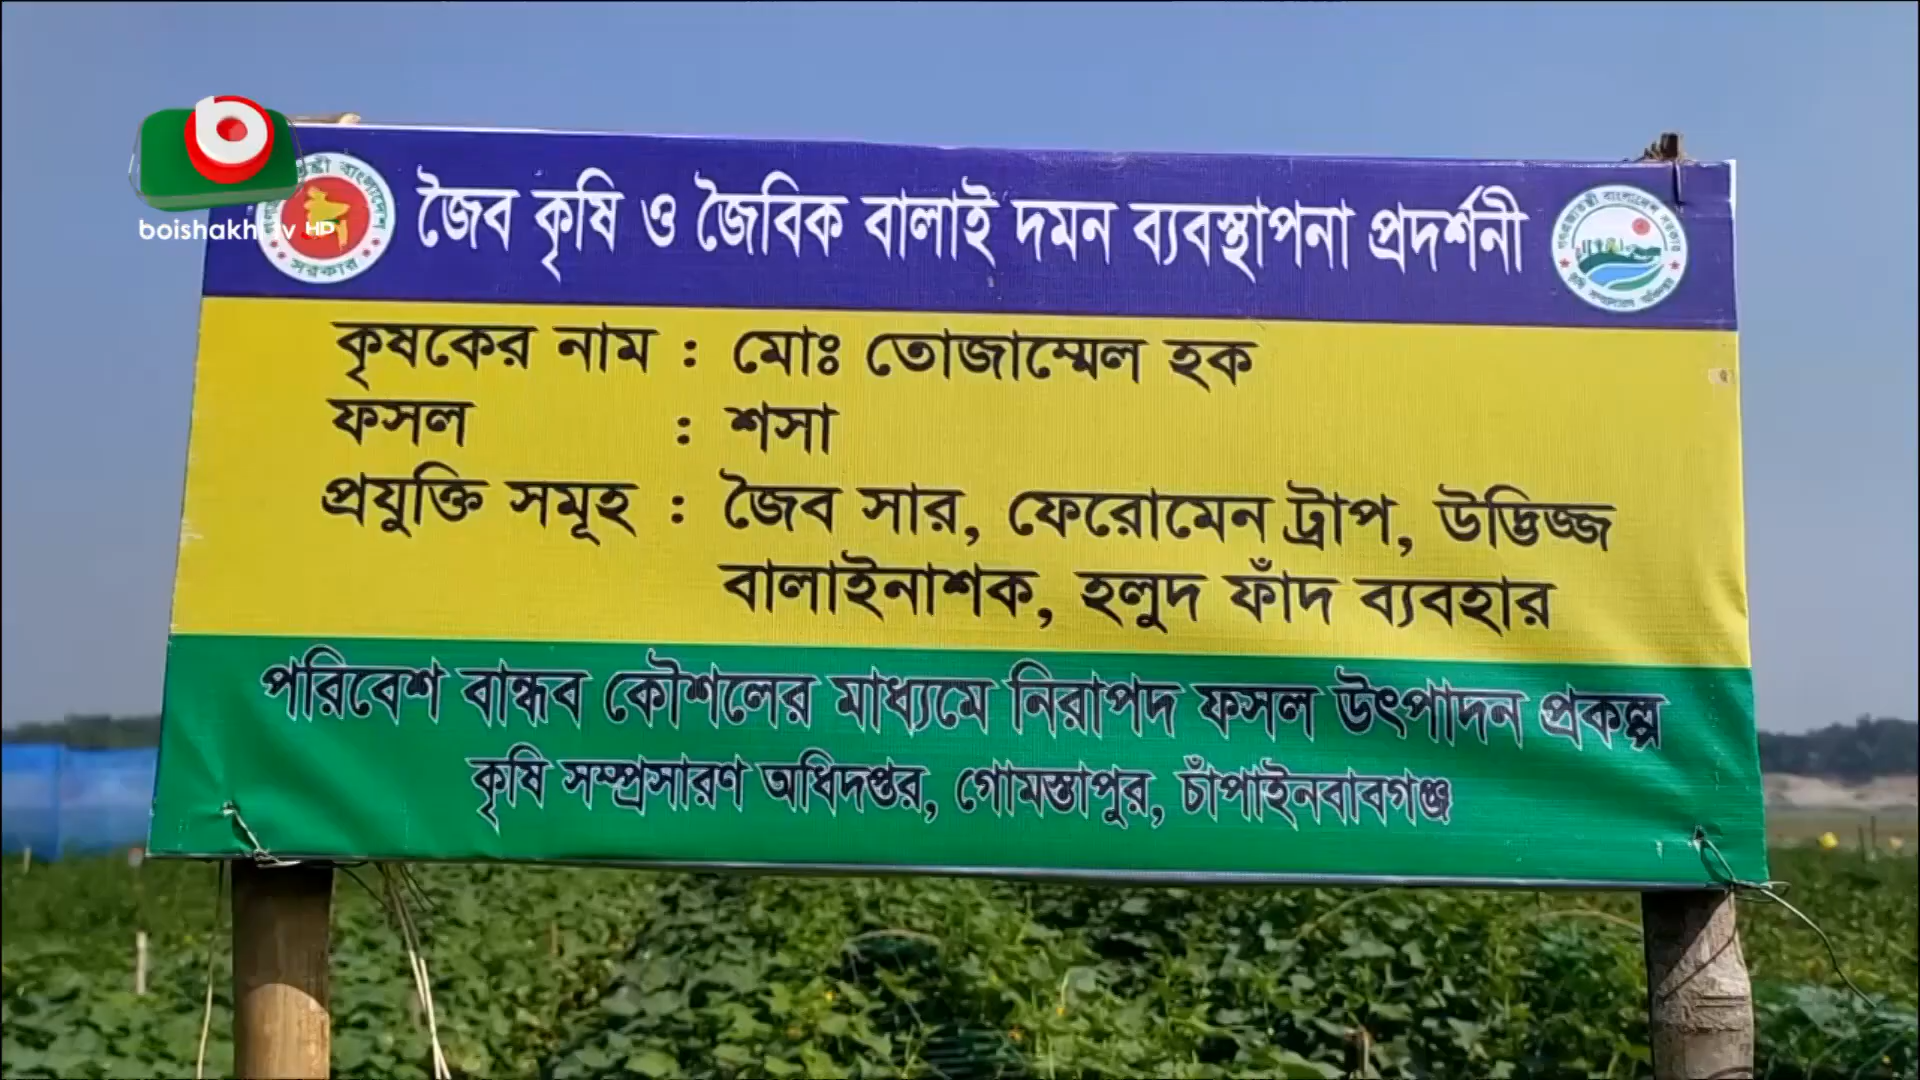 boishakhi tv HD
জৈব কৃষি ও জৈবিক বালাই দমন ব্যবস্থাপনা প্রদর্শনী
বাংলাদেশ
সরকার
কৃষকের নাম : মোঃ তোজাম্মেল হক
ফসল : শসা
প্রযুক্তি সমূহ : জৈব সার, ফেরোমেন ট্রাপ, উদ্ভিজ্জ
বালাইনাশক, হলুদ ফাঁদ ব্যবহার
পরিবেশ বান্ধব কৌশলের মাধ্যমে নিরাপদ ফসল উৎপাদন প্রকল্প
কৃষি সম্প্রসারণ অধিদপ্তর, গোমস্তাপুর, চাঁপাইনবাবগঞ্জ